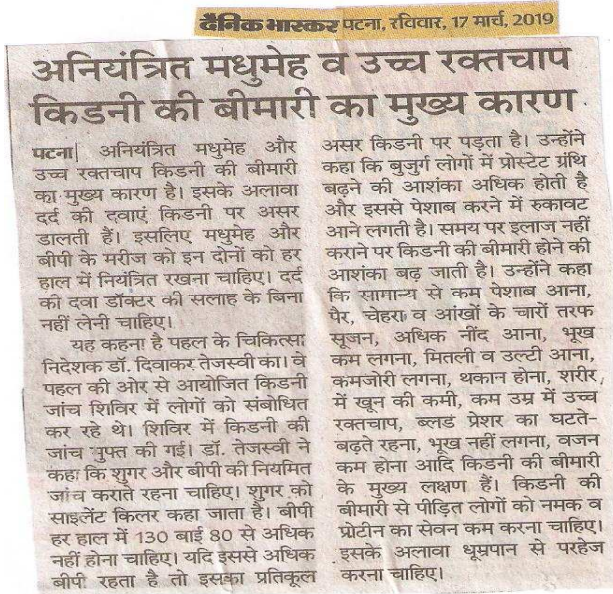 दैनिक भास्कर पटना, रविवार, 17 मार्च, 2019
अनियंत्रित मधुमेह व उच्च रक्तचाप
किडनी की बीमारी का मुख्य कारण
पटना| अनियंत्रित मधुमेह और
उच्च रक्तचाप किडनी की बीमारी
का मुख्य कारण है। इसके अलावा
दर्द की दवाएं किडनी पर असर
डालती हैं। इसलिए मधुमेह और
बीपी के मरीज को इन दोनों को हर
हाल में नियंत्रित रखना चाहिए। दर्द
की दवा डॉक्टर की सलाह के बिना
नहीं लेनी चाहिए।
यह कहना है पहल के चिकित्सा
निदेशक डॉ. दिवाकर तेजस्वी का। वे
पहल की ओर से आयोजित किडनी
जांच शिविर में लोगों को संबोधित
कर रहे थे। शिविर में किडनी की
जांच मुफ्त की गई। डॉ. तेजस्वी ने
कहा कि शुगर और बीपी की नियमित
जांच कराते रहना चाहिए। शुगर को
साइलेंट किलर कहा जाता है। बीपी
हर हाल में 130 बाई 80 से अधिक
नहीं होना चाहिए। यदि इससे अधिक
बीपी रहता है तो इसका प्रतिकूल
असर किडनी पर पड़ता है। उन्होंने
कहा कि बुजुर्ग लोगों में प्रोस्टेट ग्रंथि
बढ़ने की आशंका अधिक होती है
और इससे पेशाब करने में रुकावट
आने लगती है। समय पर इलाज नहीं
कराने पर किडनी की बीमारी होने की
आशंका बढ़ जाती है। उन्होंने कहा
कि सामान्य से कम पेशाब आना,
पैर, चेहरा व आंखों के चारों तरफ
सूजन, अधिक नींद आना, भूख
कम लगना, मितली व उल्टी आना,
कमजोरी लगना, थकान होना, शरीर
में खून की कमी, कम उम्र में उच्च
रक्तचाप, ब्लड प्रेशर का घटते-
बढ़ते रहना, भूख नहीं लगना, वजन
कम होना आदि किडनी की बीमारी
के मुख्य लक्षण हैं। किडनी की
बीमारी से पीड़ित लोगों को नमक व
प्रोटीन का सेवन कम करना चाहिए।
इसके अलावा धूम्रपान से परहेज
करना चाहिए।